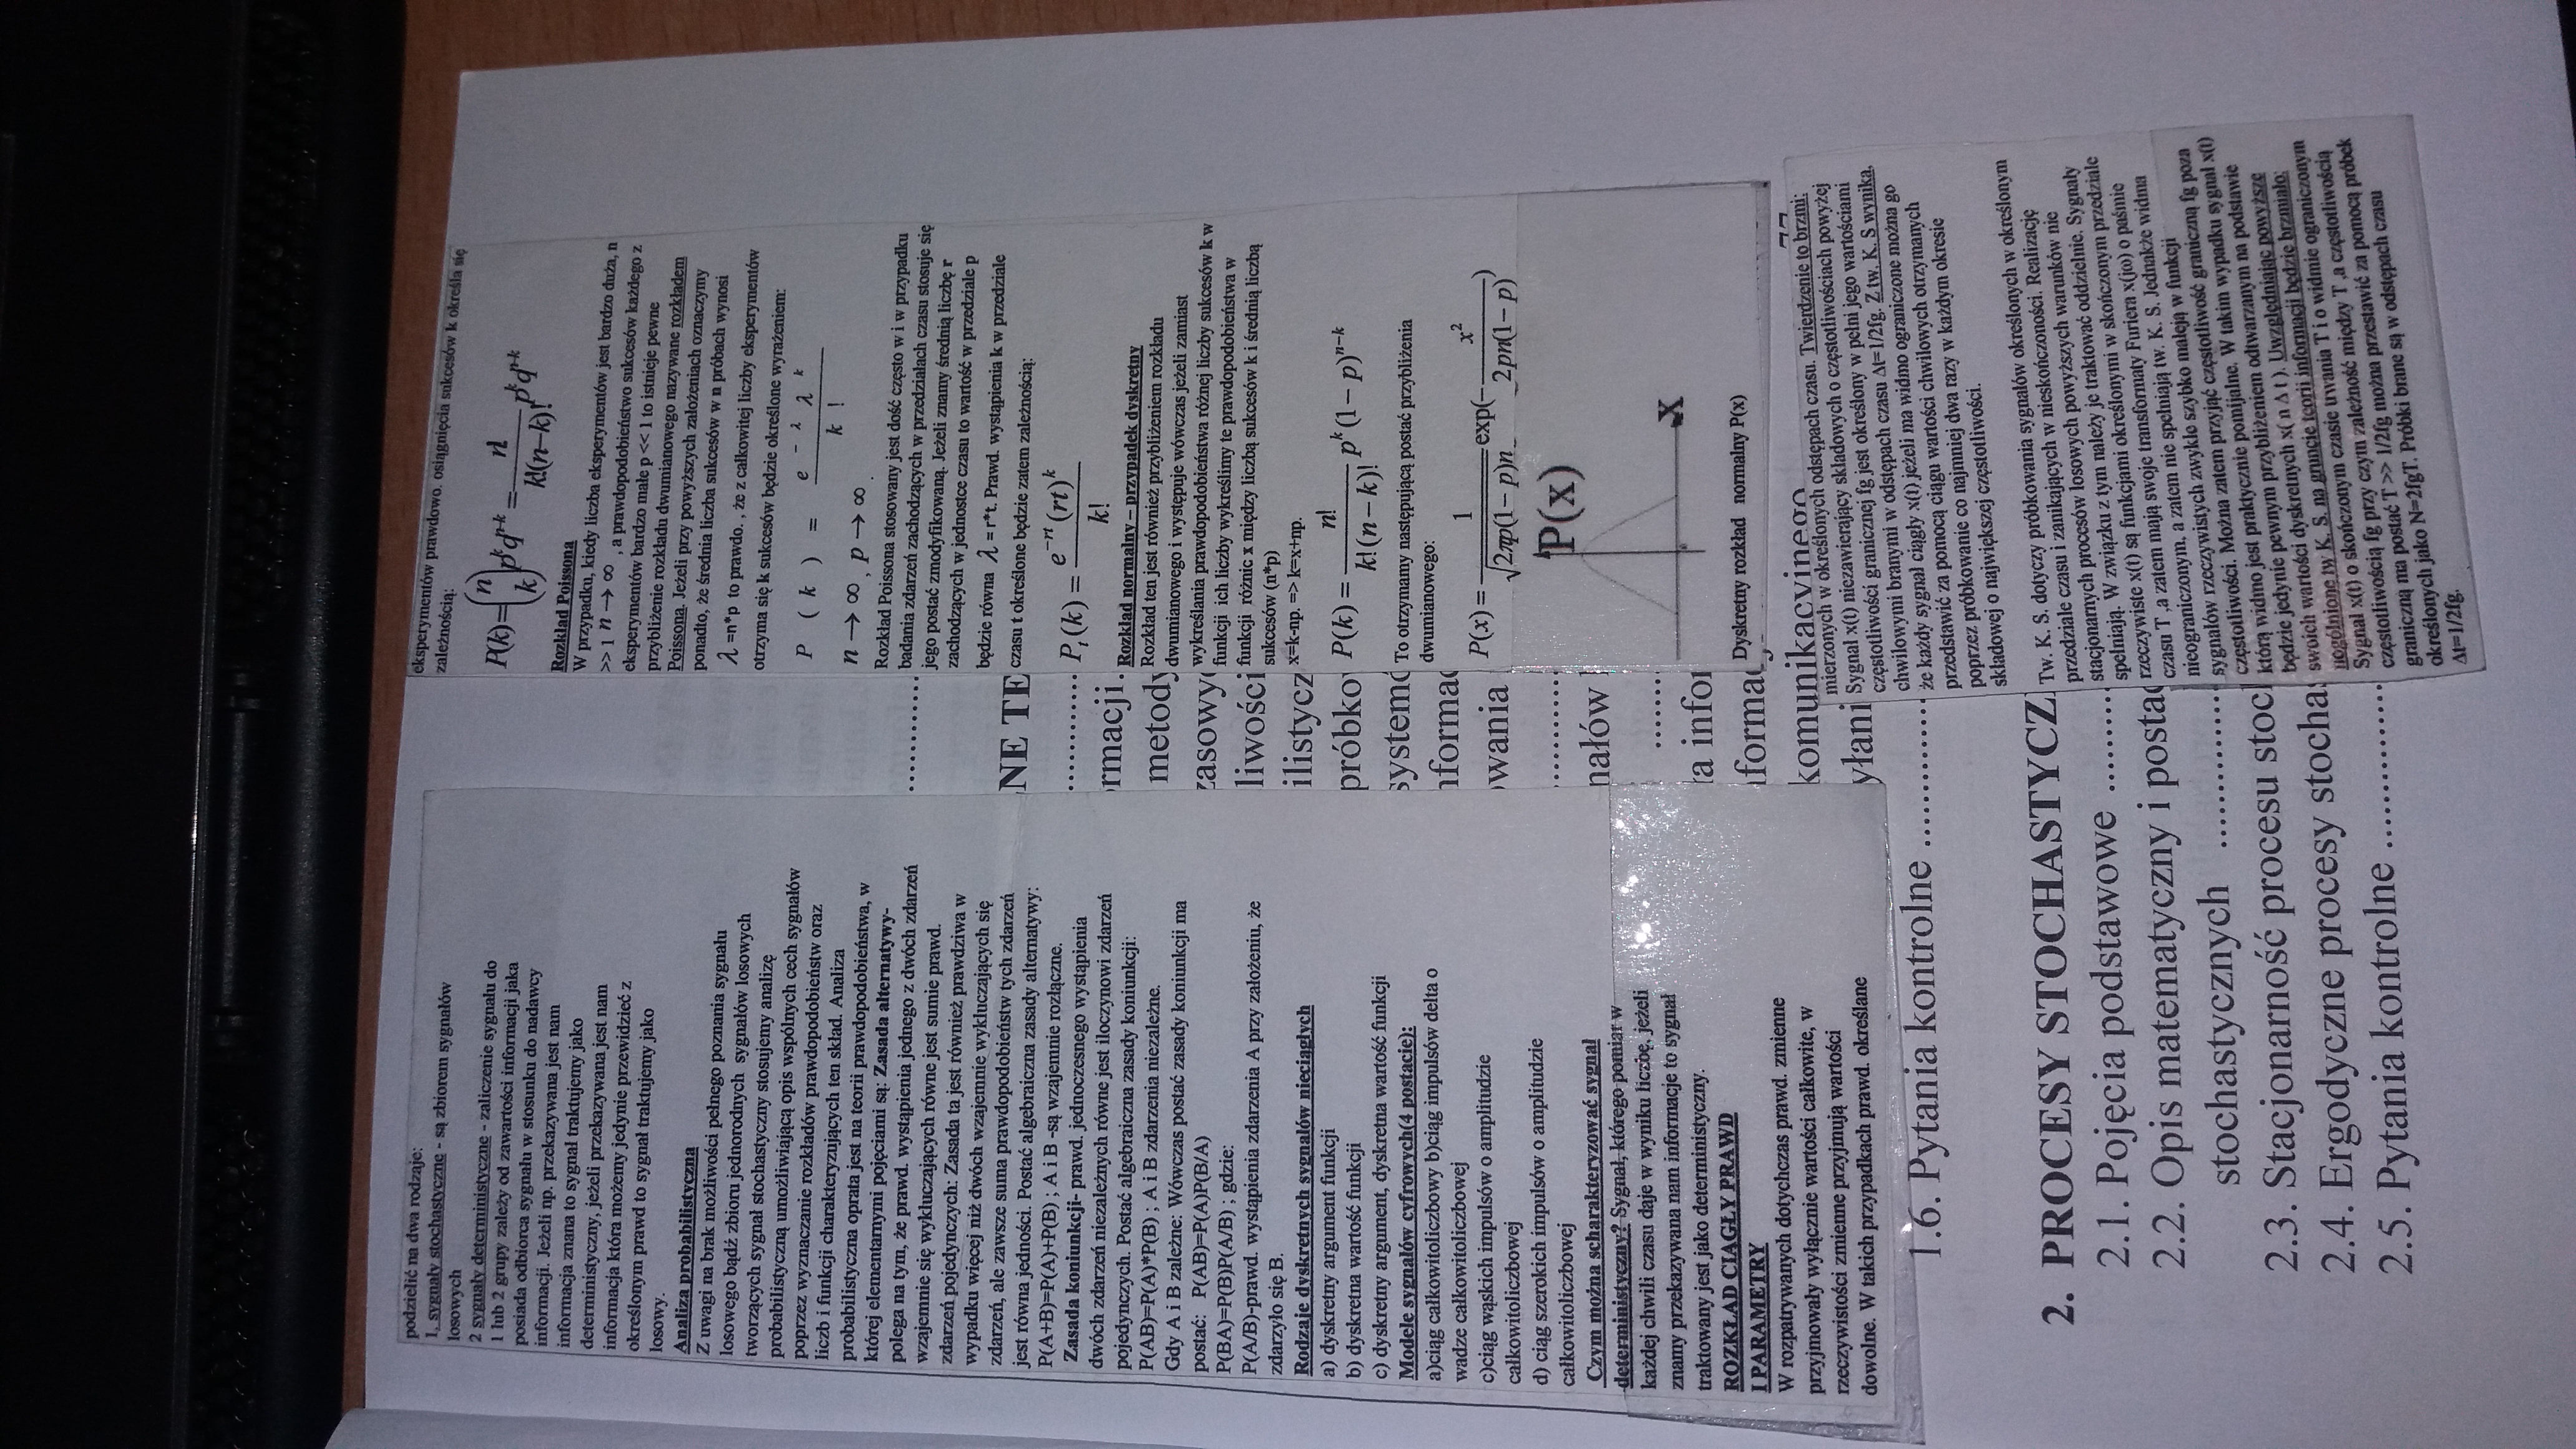 podzielić na dwa rodzaje:
1. sygnały stochastyczne - są zbiorem sygnałów
losowych
2 sygnały deterministyczne - zaliczenie sygnału do
1 lub 2 grupy zależy od zawartości informacji jaka
posiada odbiorca sygnału w stosunku do nadawcy
informacji. Jeżeli np. przekazywana jest nam
informacja znana to sygnał traktujemy jako
deterministyczny, jeżeli przekazywana jest nam
informacja która możemy jedynie przewidzieć z
określonym prawd to sygnał traktujemy jako
losowy.
Analiza probabilistyczna
Z uwagi na brak możliwości pełnego poznania sygnału
losowego bądź zbioru jednorodnych sygnałów losowych
tworzących sygnał stochastyczny stosujemy analizę
probabilistyczną umożliwiającą opis wspólnych cech sygnałów
poprzez wyznaczanie rozkładów prawdopodobieństw oraz
liczb i funkcji charakteryzujących ten skład. Analiza
probabilistyczna oprata jest na teorii prawdopodobieństwa, w
której elementarnymi pojęciami są: Zasada alternatywy-
polega na tym, że prawd. wystąpienia jednego z dwóch zdarzeń
wzajemnie się wykluczających równe jest sumie prawd.
zdarzeń pojedynczych: Zasada ta jest również prawdziwa w
wypadku więcej niż dwóch wzajemnie wykluczających się
zdarzeń, ale zawsze suma prawdopodobieństw tych zdarzeń
jest równa jedności. Postać algebraiczna zasady alternatywy:
P(A+B)=P(A)+P(B) ; A i B -są wzajemnie rozłączne.
Zasada koniunkcji- prawd. jednoczesnego wystąpienia
dwóch zdarzeń niezależnych równe jest iloczynowi zdarzeń
pojedynczych. Postać algebraiczna zasady koniunkcji:
P(AB)=P(A)*P(B) ; A i B zdarzenia niezależne.
Gdy A i B zależne: Wówczas postać zasady koniunkcji ma
postać: P(AB)=P(A)P(B/A)
P(BA)=P(B)P(A/B) ; gdzie:
P(A/B)-prawd. wystąpienia zdarzenia A przy założeniu, że
zdarzyło się B.
Rodzaje dyskretnych sygnałów nieciągłych
a) dyskretny argument funkcji
b) dyskretna wartość funkcji
c) dyskretny argument, dyskretna wartość funkcji
Modele sygnałów cyfrowych(4 postacie):
a)ciąg całkowitoliczbowy b)ciąg impulsów delta o
wadze całkowitoliczbowej
c)ciąg wąskich impulsów o amplitudzie
całkowitoliczbowej
d) ciąg szerokich impulsów o amplitudzie
całkowitoliczbowej
Czym można scharakteryzować sygnał
deterministyczny? Sygnał, którego pomiar w
każdej chwili czasu daje w wyniku liczbę, jeżeli
znamy przekazywana nam informacje to sygnał
traktowany jest jako deterministyczny.
ROZKŁAD CIĄGŁY PRAWD
I PARAMETRY
W rozpatrywanych dotychczas prawd. zmienne
przyjmowały wyłącznie wartości całkowite, w
rzeczywistości zmienne przyjmują wartości
dowolne. W takich przypadkach prawd. określane
NE TE
rmacji.
metody
zasowy
liwości
ilistycz
próbko
system
forma
wania
nałów
a info
forma
komunikacyjnego
yłani
1.6. Pytania kontrolne ..............
2. PROCESY STOCHASTYCZ
2.1. Pojęcia podstawowe .........
2.2. Opis matematyczny i posta
stochastycznych ..............
2.3. Stacjonarność procesu stoc
2.4. Ergodyczne procesy stocha
2.5. Pytania kontrolne ..............
eksperymentów prawdowo. osiągnięcia sukcesów k określa się
zależnością:
P(k)=(n k)p^k q^n-k = n!/k!(n-k)! p^k q^n-k
Rozkład Poissona
W przypadku, kiedy liczba eksperymentów jest bardzo duża, n
>> 1 n → ∞ , a prawdopodobieństwo sukcesów każdego z
eksperymentów bardzo małe p << 1 to istnieje pewne
przybliżenie rozkładu dwumianowego nazywane rozkładem
Poissona. Jeżeli przy powyższych założeniach oznaczymy
ponadto, że średnia liczba sukcesów w n próbach wynosi
λ =n*p to prawdo. , że z całkowitej liczby eksperymentów
otrzyma się k sukcesów będzie określone wyrażeniem:
P ( k ) = e^-λ λ^k / k !
n → ∞ , p → ∞ .
Rozkład Poissona stosowany jest dość często w i w przypadku
badania zdarzeń zachodzących w przedziałach czasu stosuje się
jego postać zmodyfikowaną. Jeżeli znamy średnią liczbę r
zachodzących w jednostce czasu to wartość w przedziale p
będzie równa λ = r*t. Prawd. wystąpienia k w przedziale
czasu t określone będzie zatem zależnością:
P_t(k) = e^-rt (rt)^k / k!
Rozkład normalny – przypadek dyskretny
Rozkład ten jest również przybliżeniem rozkładu
dwumianowego i występuje wówczas jeżeli zamiast
wykreślania prawdopodobieństwa różnej liczby sukcesów k w
funkcji ich liczby wykreślimy te prawdopodobieństwa w
funkcji różnic x między liczbą sukcesów k i średnią liczbą
sukcesów (n*p)
x=k-np. => k=x+np.
P(k) = n!/k!(n-k)! p^k (1-p)^n-k
To otrzymamy następującą postać przybliżenia
dwumianowego:
P(x) = 1/√2πp(1-p)n exp(- x²/2pn(1-p))
P(x)
X
Dyskretny rozkład normalny P(x)
77
mierzonych w określonych odstępach czasu. Twierdzenie to brzmi:
Sygnał x(t) niezawierający składowych o częstotliwościach powyżej
częstotliwości granicznej fg jest określony w pełni jego wartościami
chwilowymi branymi w odstępach czasu Δt=1/2fg. Z tw. K. S wynika,
że każdy sygnał ciągły x(t) jeżeli ma widmo ograniczone można go
przedstawić za pomocą ciągu wartości chwilowych otrzymanych
poprzez próbkowanie co najmniej dwa razy w każdym okresie
składowej o największej częstotliwości.
Tw. K. S. dotyczy próbkowania sygnałów określonych w określonym
przedziale czasu i zanikających w nieskończoności. Realizację
stacjonarnych procesów losowych powyższych warunków nie
spełniają. W związku z tym należy je traktować oddzielnie. Sygnały
rzeczywiste x(t) są funkcjami określonymi w skończonym przedziale
czasu T ,a zatem mają swoje transformaty Furiera x(jω) o paśmie
nieograniczonym, a zatem nie spełniają tw. K. S. Jednakże widma
sygnałów rzeczywistych zwykle szybko maleją w funkcji
częstotliwości. Można zatem przyjąć częstotliwość graniczną fg poza
którą widmo jest praktycznie pomijalne. W takim wypadku sygnał x(t)
będzie jedynie pewnym przybliżeniem odtwarzanym na podstawie
swoich wartości dyskretnych x( n Δ t ). Uwzględniając powyższe
uogólnione tw K. S. na gruncie teorii informacji będzie brzmiało:
Sygnał x(t) o skończonym czasie trwania T i o widmie ograniczonym
częstotliwością fg przy czym zależność między T ,a częstotliwością
graniczną ma postać T >> 1/2fg można przestawić za pomocą próbek
określonych jako N=2fgT. Próbki brane są w odstępach czasu
Δt=1/2fg.